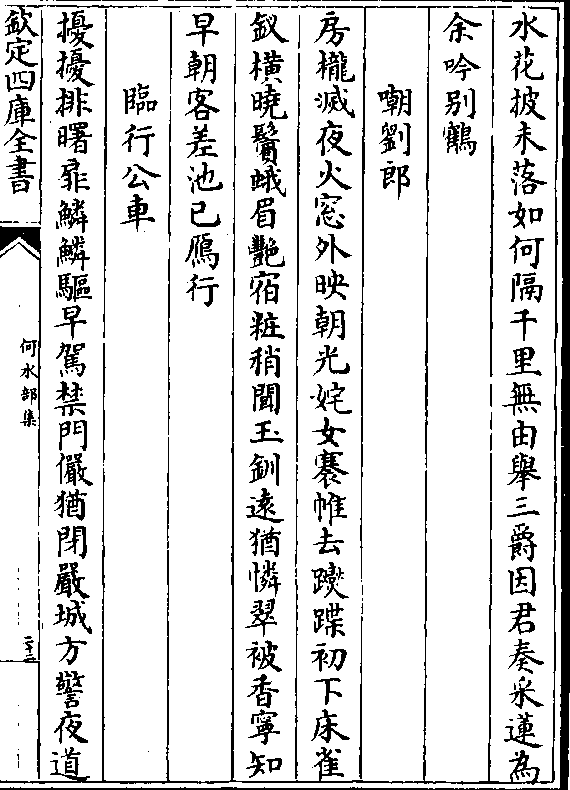 水花披未落如何隔千里無由舉三爵因君奏采蓮為
余吟别鶴
嘲劉郎
房櫳滅夜火窓外映朝光姹女褰帷去躞蹀初下床雀
釵横曉鬢蛾眉艷宿粧稍聞玉釧遠猶憐翠被香寧知
早朝客差池已鴈行
臨行公車
擾擾排曙扉鱗鱗驅早駕禁門儼猶閉嚴城方警夜道
欽定四庫全書
何水部集